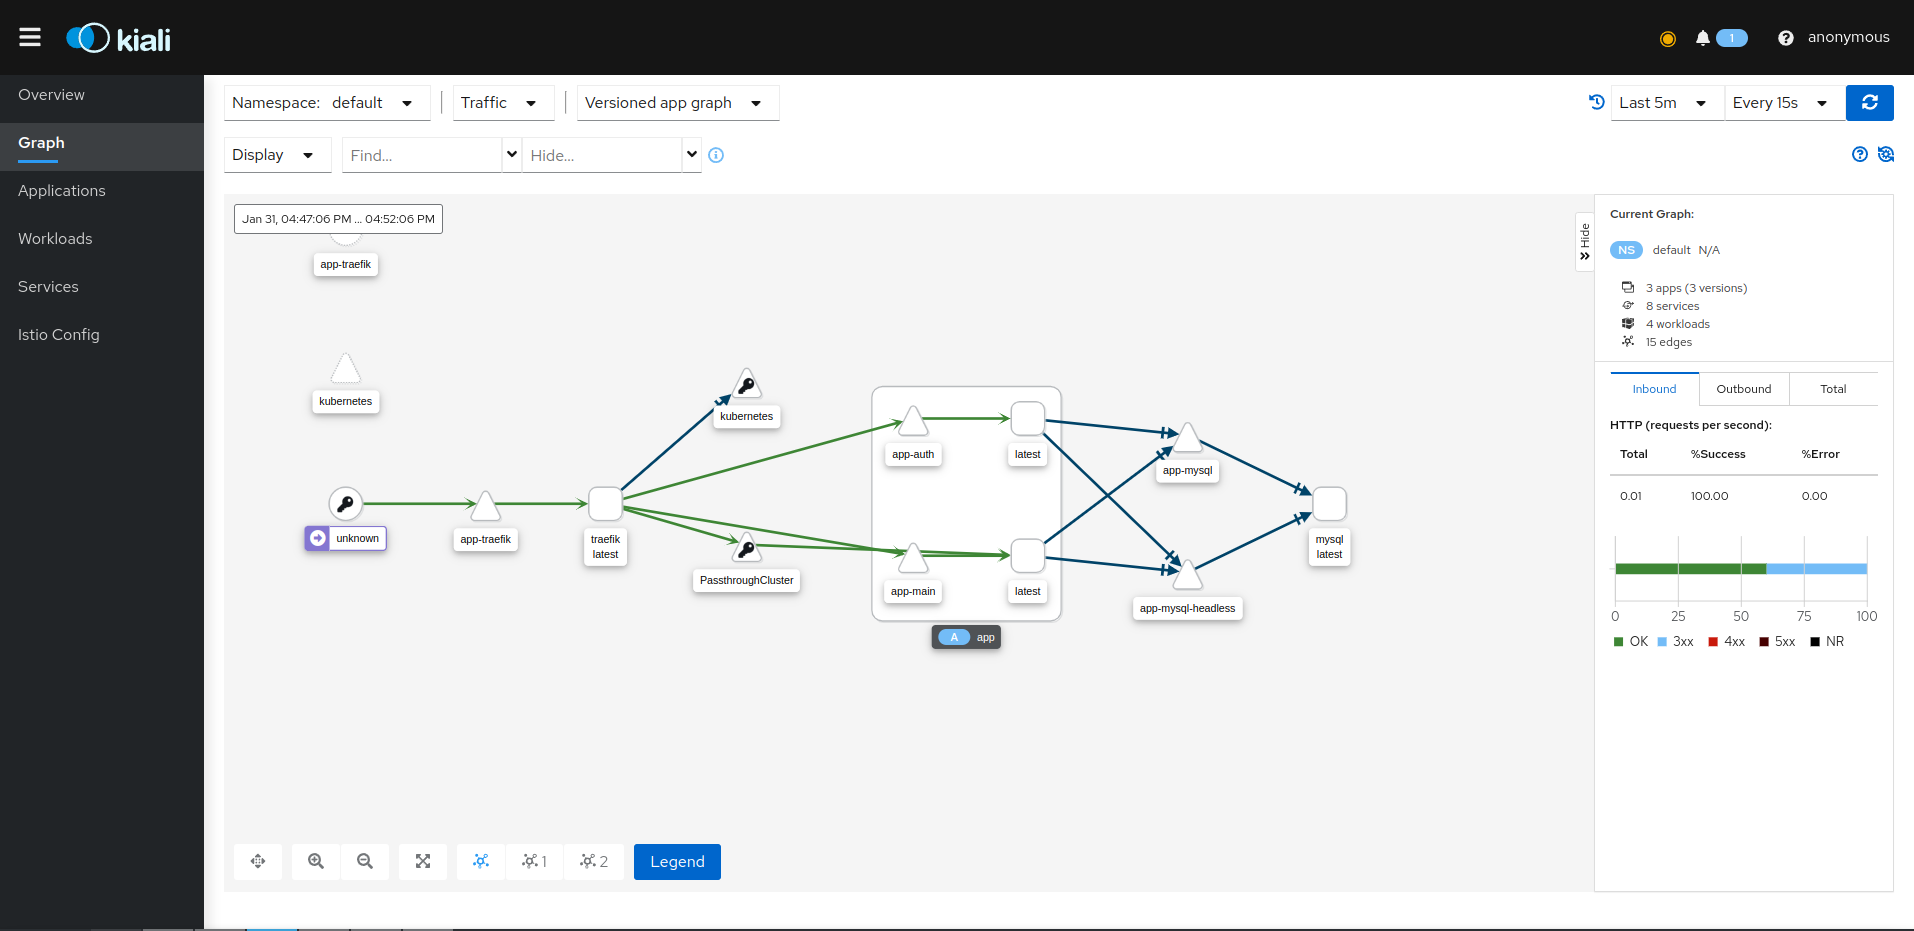 kiali
1
anonymous
Overview
Graph
Applications
Workloads
Services
Istio Config
Namespace: default
Traffic
Versioned app graph
Last 5m
Every 15s
Display
Find...
Hide...
Jan 31, 04:47:06 PM ... 04:52:06 PM
app-traefik
kubernetes
kubernetes
app-auth
latest
app-mysql
unknown
app-traefik
traefik
latest
mysql
latest
PassthroughCluster
app-main
latest
app-mysql-headless
A app
1
2
Legend
Hide
Current Graph:
NS default N/A
3 apps (3 versions)
8 services
4 workloads
15 edges
Inbound
Outbound
Total
HTTP (requests per second):
Total %Success %Error
0.01 100.00 0.00
0 25 50 75 100
OK 3xx 4xx 5xx NR